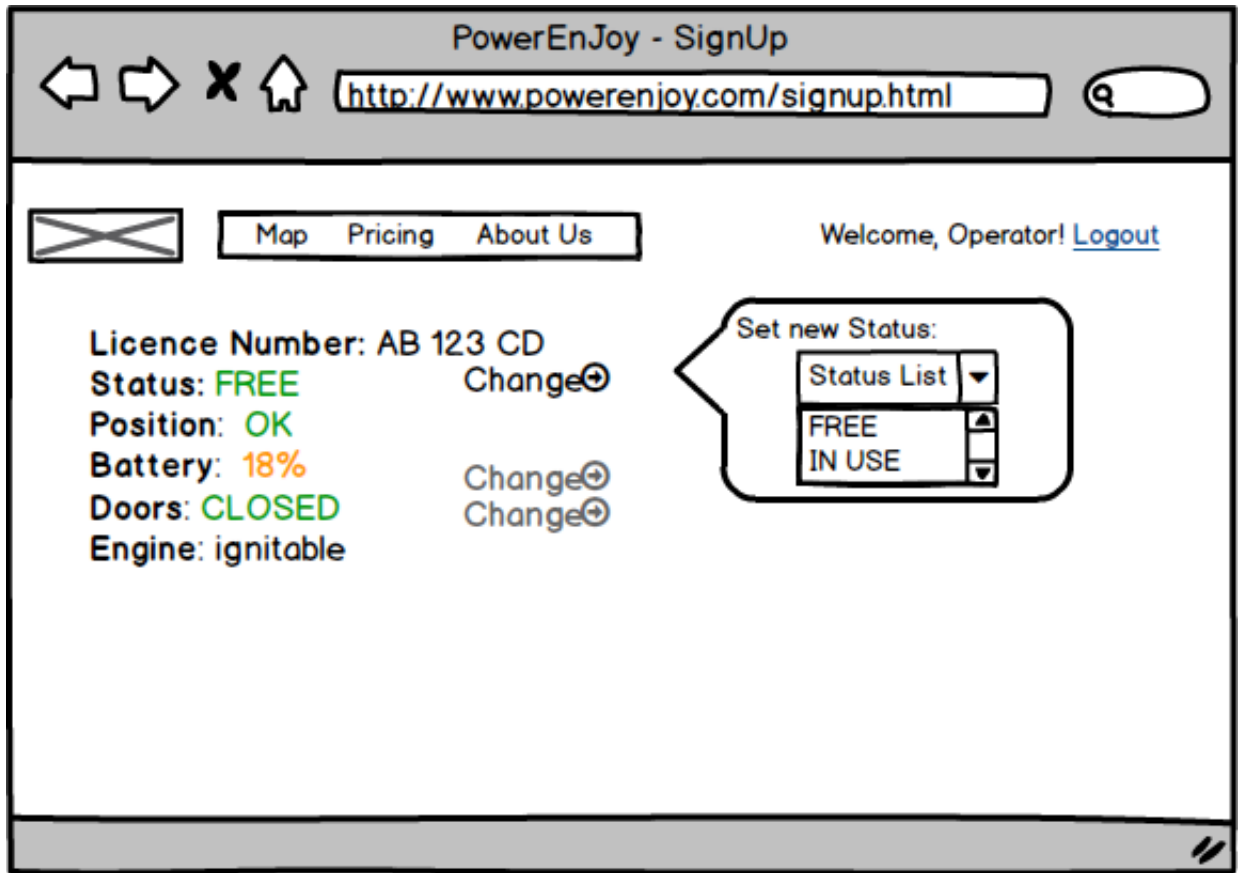 PowerEnJoy - SignUp
http://www.powerenjoy.com/signup.html
Map Pricing About Us
Welcome, Operator! Logout
Licence Number: AB 123 CD
Status: FREE Change
Position: OK
Battery: 18% Change
Doors: CLOSED Change
Engine: ignitable
Set new Status:
Status List
FREE
IN USE